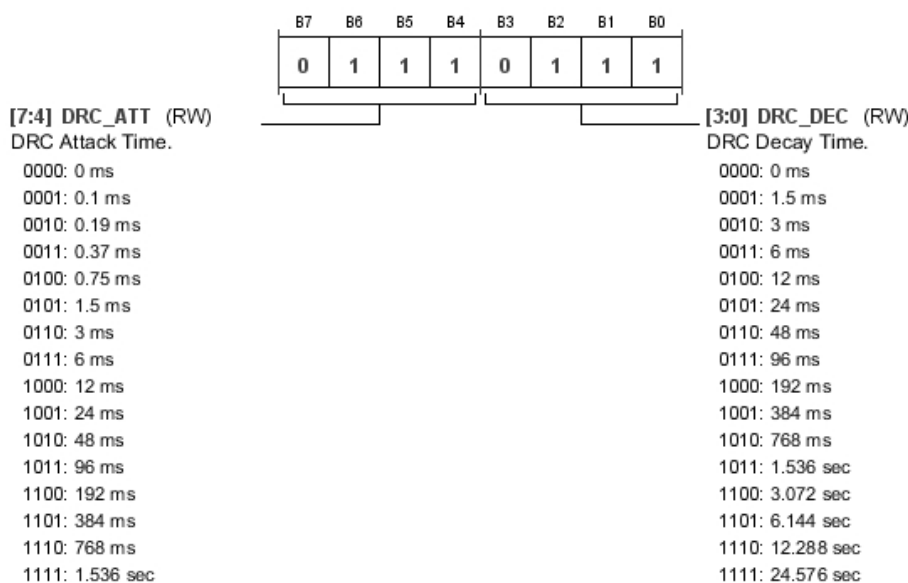 B7 B6 B5 B4 B3 B2 B1 B0
0 1 1 1 0 1 1 1
[7:4] DRC_ATT (RW)
DRC Attack Time.
0000: 0 ms
0001: 0.1 ms
0010: 0.19 ms
0011: 0.37 ms
0100: 0.75 ms
0101: 1.5 ms
0110: 3 ms
0111: 6 ms
1000: 12 ms
1001: 24 ms
1010: 48 ms
1011: 96 ms
1100: 192 ms
1101: 384 ms
1110: 768 ms
1111: 1.536 sec
[3:0] DRC_DEC (RW)
DRC Decay Time.
0000: 0 ms
0001: 1.5 ms
0010: 3 ms
0011: 6 ms
0100: 12 ms
0101: 24 ms
0110: 48 ms
0111: 96 ms
1000: 192 ms
1001: 384 ms
1010: 768 ms
1011: 1.536 sec
1100: 3.072 sec
1101: 6.144 sec
1110: 12.288 sec
1111: 24.576 sec